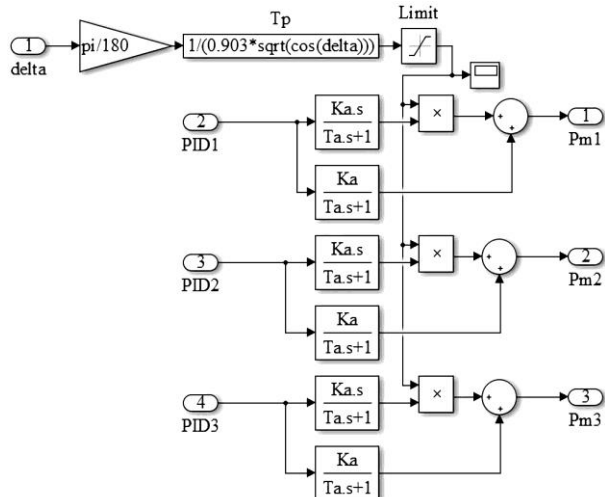 Tp
Limit
1
pi/180
1/(0.903*sqrt(cos(delta)))
delta
2
PID1
Ka.s
Ta.s+1
×
+
+
1
Pm1
Ka
Ta.s+1
3
PID2
Ka.s
Ta.s+1
×
+
+
2
Pm2
Ka
Ta.s+1
4
PID3
Ka.s
Ta.s+1
×
+
+
3
Pm3
Ka
Ta.s+1